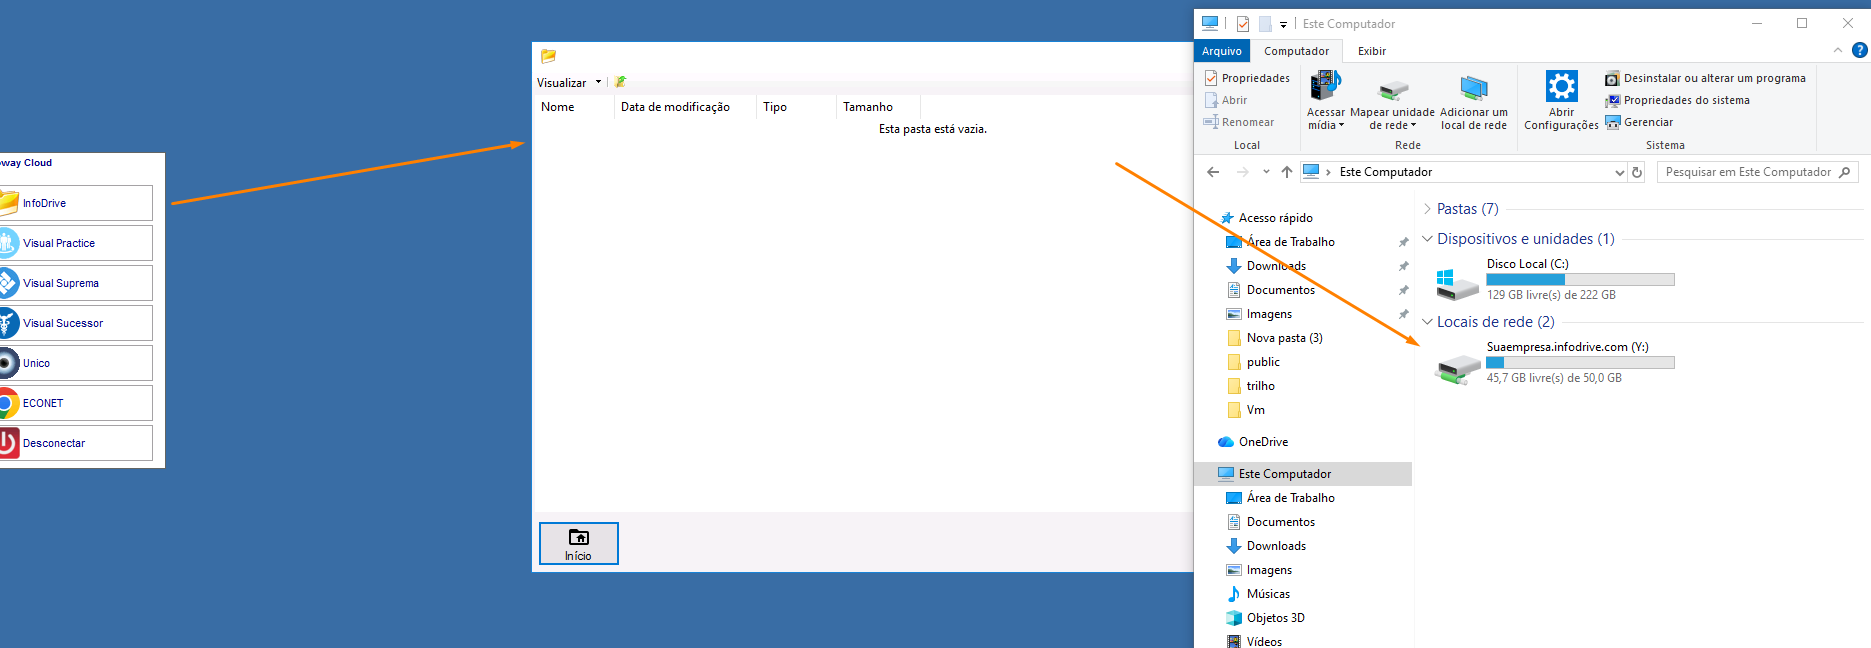 way Cloud
InfoDrive
Visual Practice
Visual Suprema
Visual Sucessor
Unico
ECONET
Desconectar
Visualizar
Nome Data de modificação Tipo Tamanho
Esta pasta está vazia.
Início
Este Computador
Arquivo Computador Exibir
Propriedades
Abrir
Renomear
Local
Acessar mídia
Mapear unidade de rede
Adicionar um local de rede
Rede
Abrir Configurações
Desinstalar ou alterar um programa
Propriedades do sistema
Gerenciar
Sistema
Este Computador
Pesquisar em Este Computador
Acesso rápido
Área de Trabalho
Downloads
Documentos
Imagens
Nova pasta (3)
public
trilho
Vm
OneDrive
Este Computador
Área de Trabalho
Documentos
Downloads
Imagens
Músicas
Objetos 3D
Vídeos
Pastas (7)
Dispositivos e unidades (1)
Disco Local (C:)
129 GB livre(s) de 222 GB
Locais de rede (2)
Suaempresa.infodrive.com (Y:)
45,7 GB livre(s) de 50,0 GB